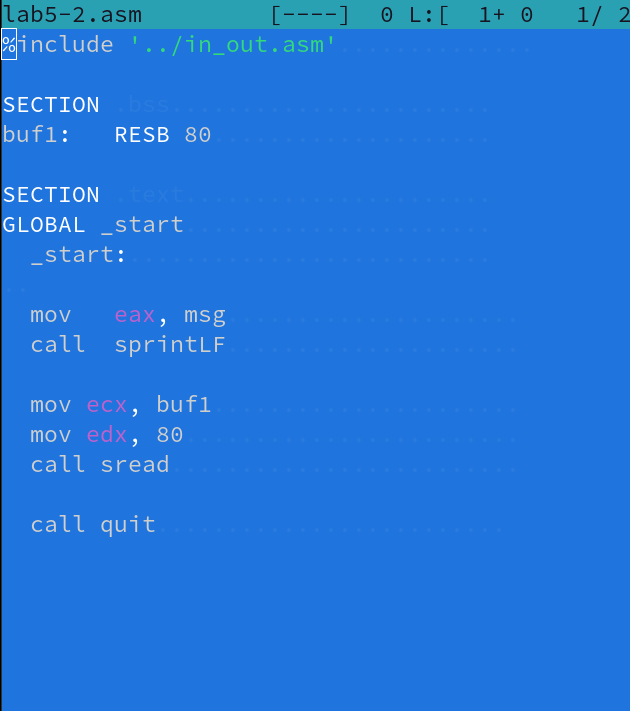 lab5-2.asm [----] 0 L:[ 1+ 0 1/ 2
%include '../in_out.asm'
SECTION .bss
buf1: RESB 80
SECTION .text
GLOBAL _start
_start:
mov eax, msg
call sprintLF
mov ecx, buf1
mov edx, 80
call sread
call quit